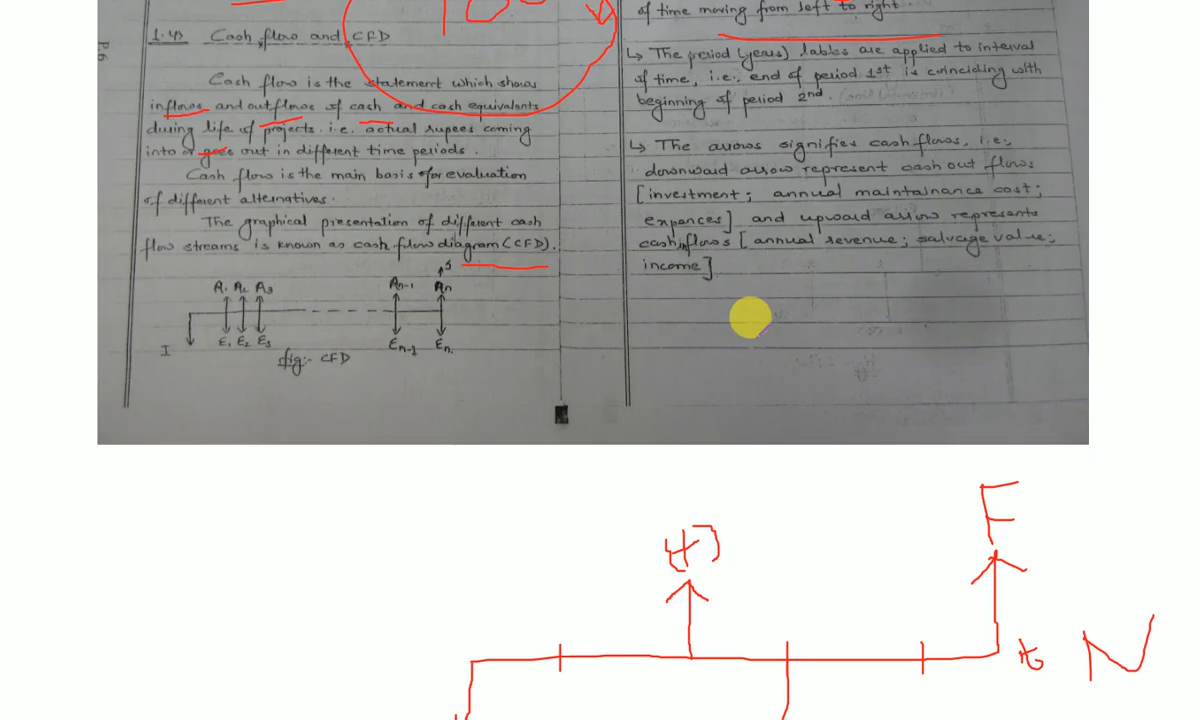 P.6
1.4) Cash flow and CFD
Cash flow is the statement which shows
inflows and outflows of cash and cash equivalents
during life of projects. i.e. actual rupees coming
into or goes out in different time periods.
Cash flow is the main basis for evaluation
of different alternatives.
The graphical presentation of different cash
flow streams is known as cash flow diagram (CFD).
S
A1 A2 A3 An-1 An
I E1 E2 E3 En-1 En.
fig:- CFD
of time moving from left to right.
↳ The period (years) lables are applied to interval
of time, i.e., end of period 1st is coinciding with
beginning of period 2nd.
↳ The arrows signifies cash flows, i.e.,
downward arrow represent cash out flows
[investment; annual maintainance cost;
expances] and upward arrow represents
cash inflows [annual revenue; salvage value;
income]
F
(+)
N